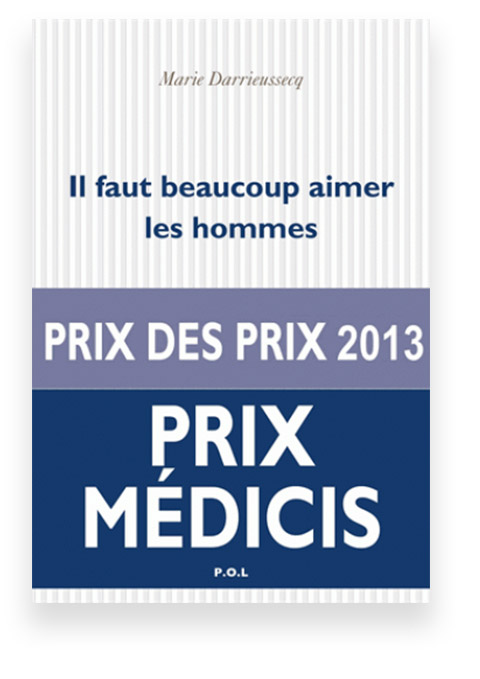 Marie Darrieussecq
Il faut beaucoup aimer
les hommes
PRIX DES PRIX 2013
PRIX
MÉDICIS
P.O.L